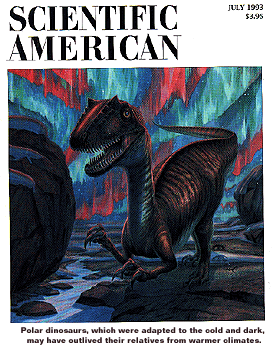 SCIENTIFIC
AMERICAN
JULY 1993
$3.95
Polar dinosaurs, which were adapted to the cold and dark,
may have outlived their relatives from warmer climates.